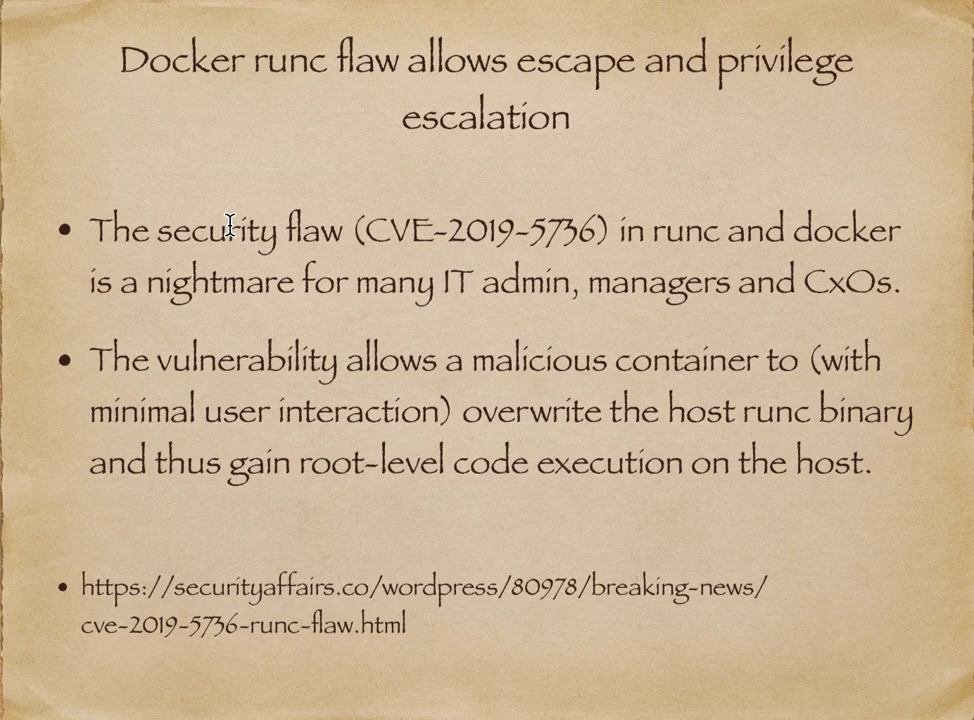 Docker runc flaw allows escape and privilege
escalation
• The security flaw (CVE-2019-5736) in runc and docker
is a nightmare for many IT admin, managers and CxOs.
• The vulnerability allows a malicious container to (with
minimal user interaction) overwrite the host runc binary
and thus gain root-level code execution on the host.
• https://securityaffairs.co/wordpress/80978/breaking-news/
cve-2019-5736-runc-flaw.html